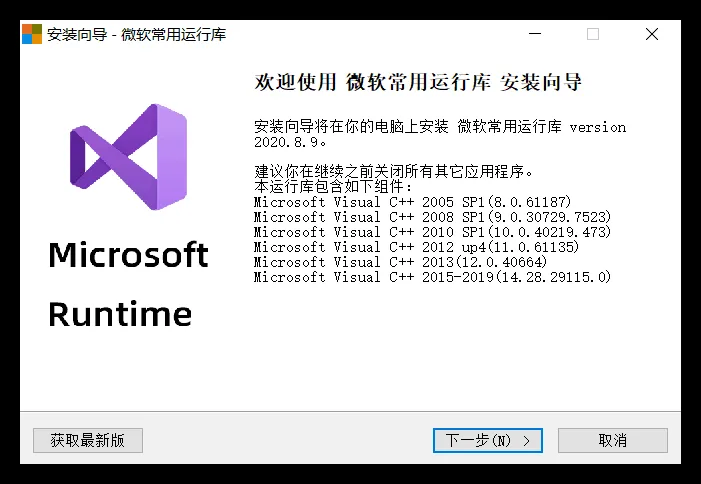 安装向导 - 微软常用运行库
欢迎使用 微软常用运行库 安装向导
安装向导将在你的电脑上安装 微软常用运行库 version
2020.8.9。
建议你在继续之前关闭所有其它应用程序。
本运行库包含如下组件：
Microsoft Visual C++ 2005 SP1(8.0.61187)
Microsoft Visual C++ 2008 SP1(9.0.30729.7523)
Microsoft Visual C++ 2010 SP1(10.0.40219.473)
Microsoft Visual C++ 2012 up4(11.0.61135)
Microsoft Visual C++ 2013(12.0.40664)
Microsoft Visual C++ 2015-2019(14.28.29115.0)
Microsoft
Runtime
获取最新版
下一步(N) >
取消